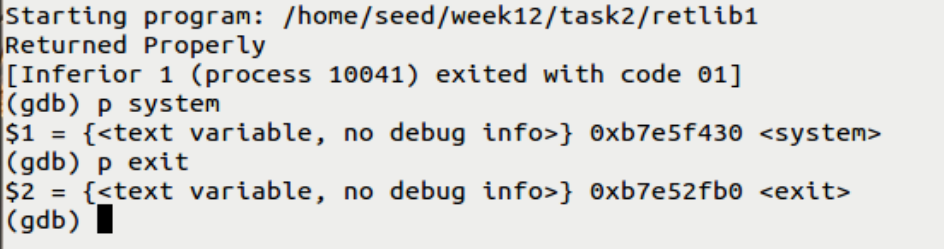 Starting program: /home/seed/week12/task2/retlib1
Returned Properly
[Inferior 1 (process 10041) exited with code 01]
(gdb) p system
$1 = {<text variable, no debug info>} 0xb7e5f430 <system>
(gdb) p exit
$2 = {<text variable, no debug info>} 0xb7e52fb0 <exit>
(gdb)